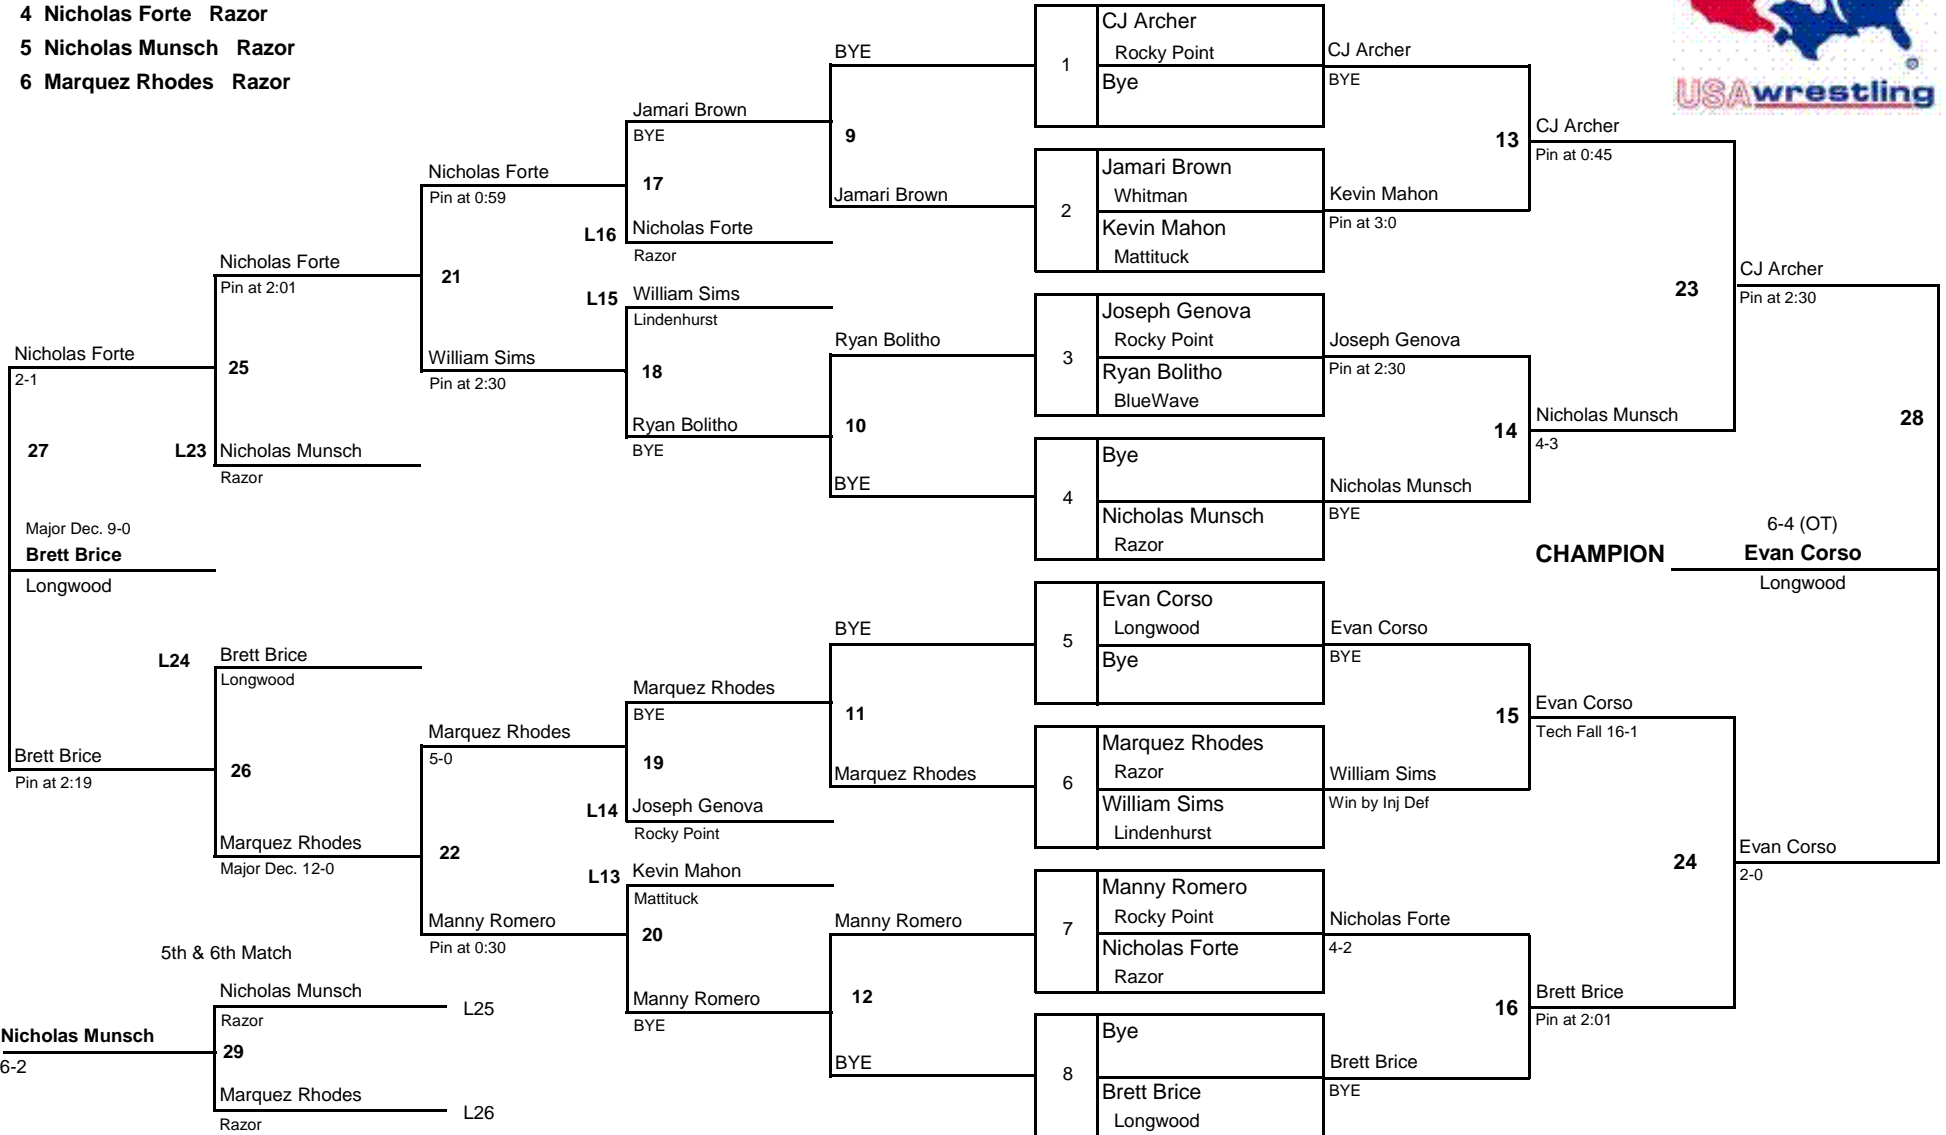 4 Nicholas Forte Razor
5 Nicholas Munsch Razor
6 Marquez Rhodes Razor
USAwrestling
®
CJ Archer
Rocky Point
1
Bye
Jamari Brown
Whitman
2
Kevin Mahon
Mattituck
Joseph Genova
Rocky Point
3
Ryan Bolitho
BlueWave
Bye
4
Nicholas Munsch
Razor
Evan Corso
Longwood
5
Bye
Marquez Rhodes
Razor
6
William Sims
Lindenhurst
Manny Romero
Rocky Point
7
Nicholas Forte
Razor
Bye
8
Brett Brice
Longwood
CJ Archer
BYE
13
Kevin Mahon
Pin at 3:0
Joseph Genova
Pin at 2:30
14
Nicholas Munsch
BYE
Evan Corso
BYE
15
William Sims
Win by Inj Def
Nicholas Forte
4-2
16
Brett Brice
BYE
CJ Archer
Pin at 0:45
23
Nicholas Munsch
4-3
Evan Corso
Tech Fall 16-1
24
Brett Brice
Pin at 2:01
CJ Archer
Pin at 2:30
28
6-4 (OT)
CHAMPION Evan Corso
Longwood
Evan Corso
2-0
BYE
9
Jamari Brown
Ryan Bolitho
10
BYE
BYE
11
Marquez Rhodes
Manny Romero
12
BYE
Jamari Brown
BYE
17
L16 Nicholas Forte
Razor
L15 William Sims
Lindenhurst
18
Ryan Bolitho
BYE
Marquez Rhodes
BYE
19
L14 Joseph Genova
Rocky Point
L13 Kevin Mahon
Mattituck
20
Manny Romero
BYE
Nicholas Forte
Pin at 0:59
21
William Sims
Pin at 2:30
Marquez Rhodes
5-0
22
Manny Romero
Pin at 0:30
Nicholas Forte
Pin at 2:01
25
L23 Nicholas Munsch
Razor
L24 Brett Brice
Longwood
26
Marquez Rhodes
Major Dec. 12-0
Nicholas Forte
2-1
27
Major Dec. 9-0
Brett Brice
Longwood
Brett Brice
Pin at 2:19
5th & 6th Match
Nicholas Munsch L25
Razor
Nicholas Munsch
29
6-2
Marquez Rhodes L26
Razor